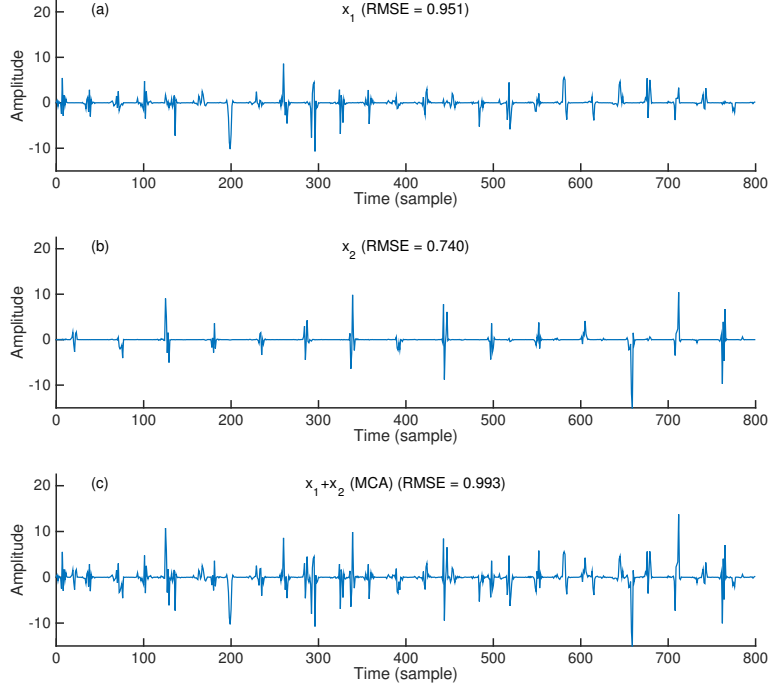 (a) x1 (RMSE = 0.951)
20
10
0
-10
Amplitude
0 100 200 300 400 500 600 700 800
Time (sample)
(b) x2 (RMSE = 0.740)
20
10
0
-10
Amplitude
0 100 200 300 400 500 600 700 800
Time (sample)
(c) x1+x2 (MCA) (RMSE = 0.993)
20
10
0
-10
Amplitude
0 100 200 300 400 500 600 700 800
Time (sample)